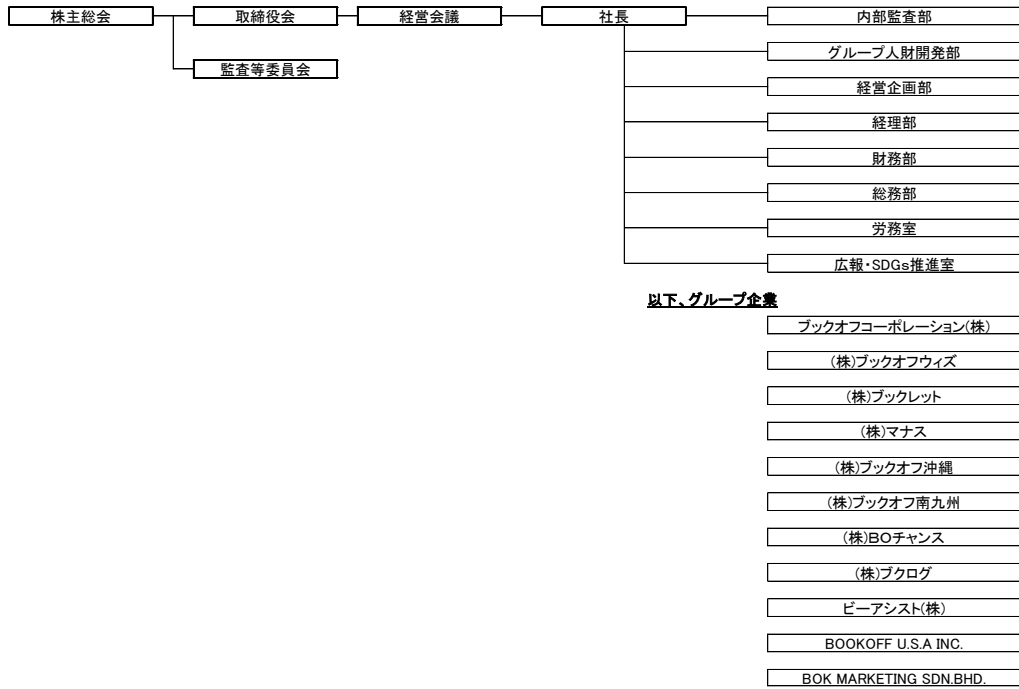 株主総会
取締役会
経営会議
社長
内部監査部
監査等委員会
グループ人財開発部
経営企画部
経理部
財務部
総務部
労務室
広報・SDGs推進室
以下、グループ企業
ブックオフコーポレーション(株)
(株)ブックオフウィズ
(株)ブックレット
(株)マナス
(株)ブックオフ沖縄
(株)ブックオフ南九州
(株)BOチャンス
(株)ブクログ
ビーアシスト(株)
BOOKOFF U.S.A INC.
BOK MARKETING SDN.BHD.